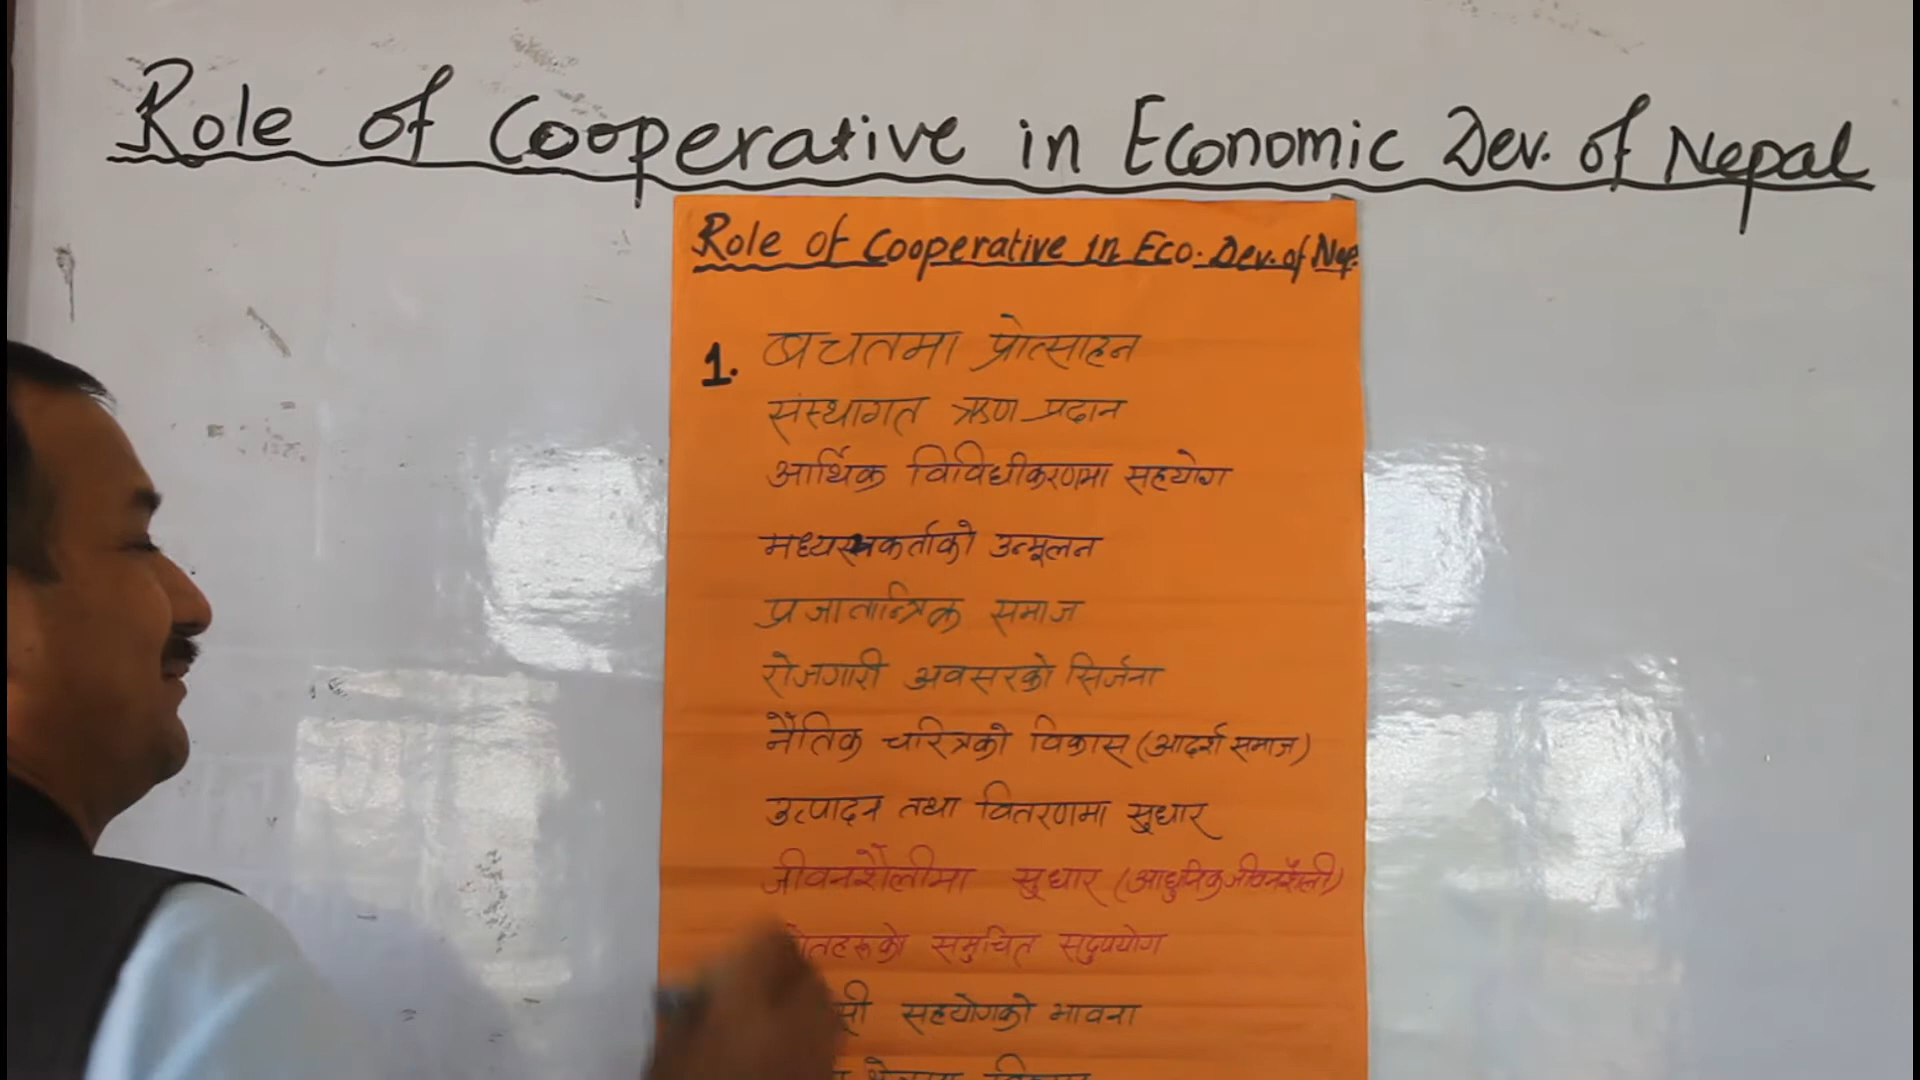 Role of Cooperative in Economic Dev. of Nepal
Role of Cooperative in Eco. Dev. of Nep.
1. बचतमा प्रोत्साहन
संस्थागत ऋण प्रदान
आर्थिक विविधीकरणमा सहयोग
मध्यस्तकर्ताको उन्मूलन
प्रजातान्त्रिक समाज
रोजगारी अवसरको सिर्जना
नैतिक चरित्रको विकास (आदर्श समाज)
उत्पादन तथा वितरणमा सुधार
जीवनशैलीमा सुधार (आधुनिक जीवनशैली)
समुचित सदुपयोग
सहयोगको भावना